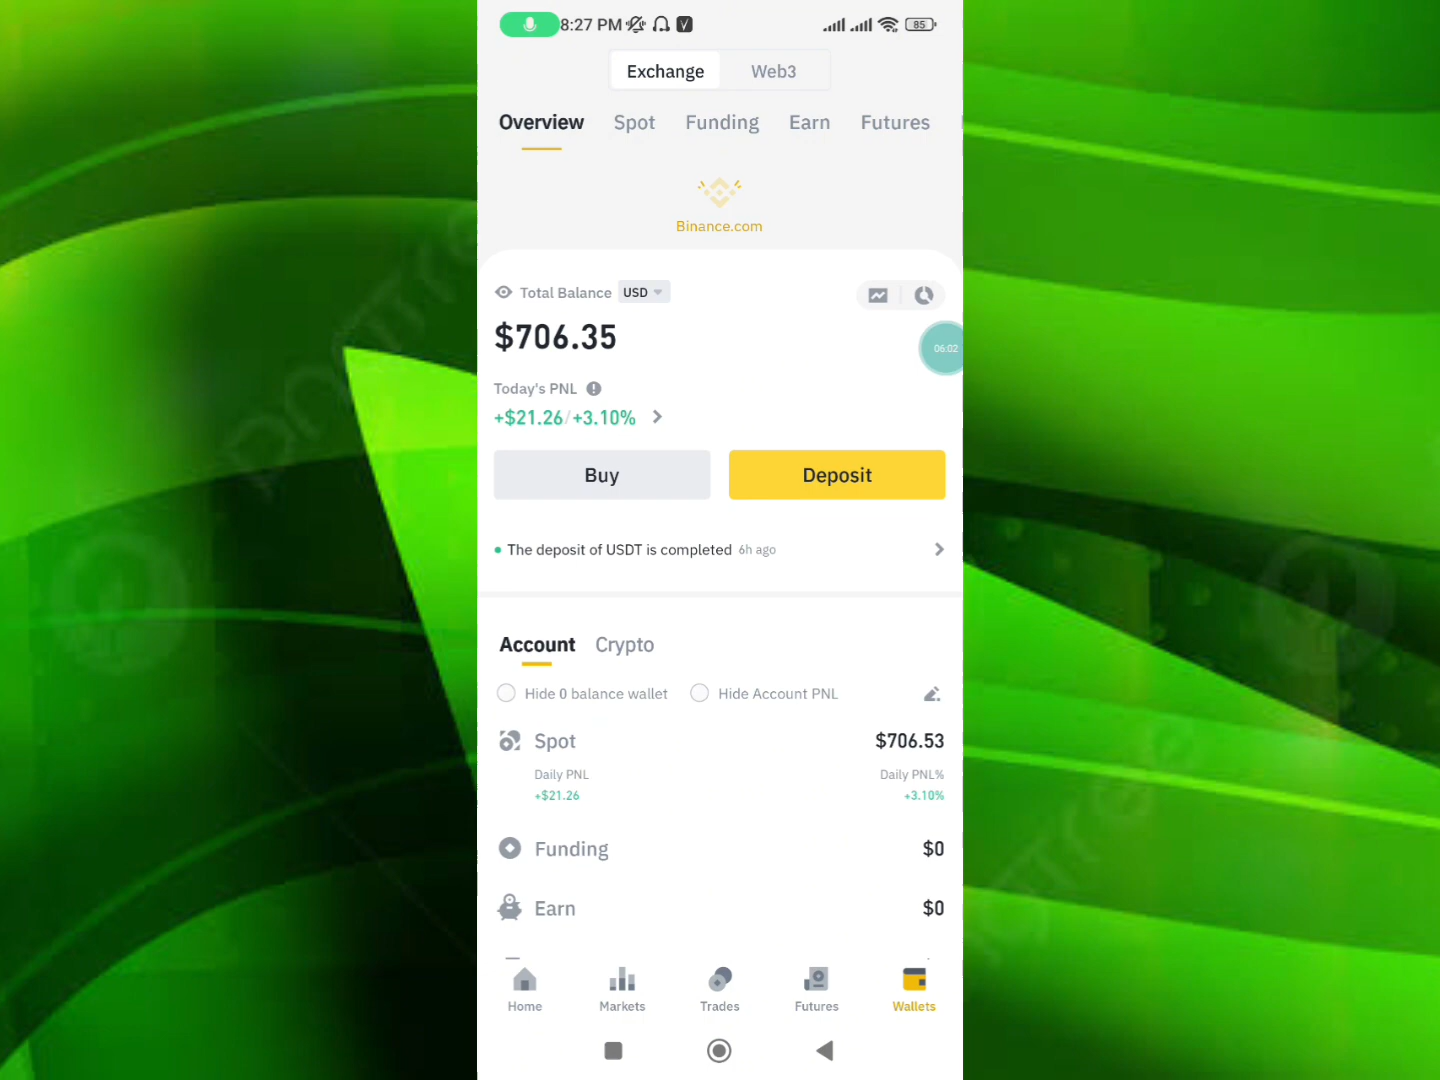 8:27 PM
85
Exchange Web3
Overview Spot Funding Earn Futures
Binance.com
Total Balance USD
$706.35
06:02
Today's PNL
+$21.26/+3.10%
Buy Deposit
The deposit of USDT is completed 6h ago
Account Crypto
Hide 0 balance wallet Hide Account PNL
Spot $706.53
Daily PNL Daily PNL%
+$21.26 +3.10%
Funding $0
Earn $0
Home Markets Trades Futures Wallets